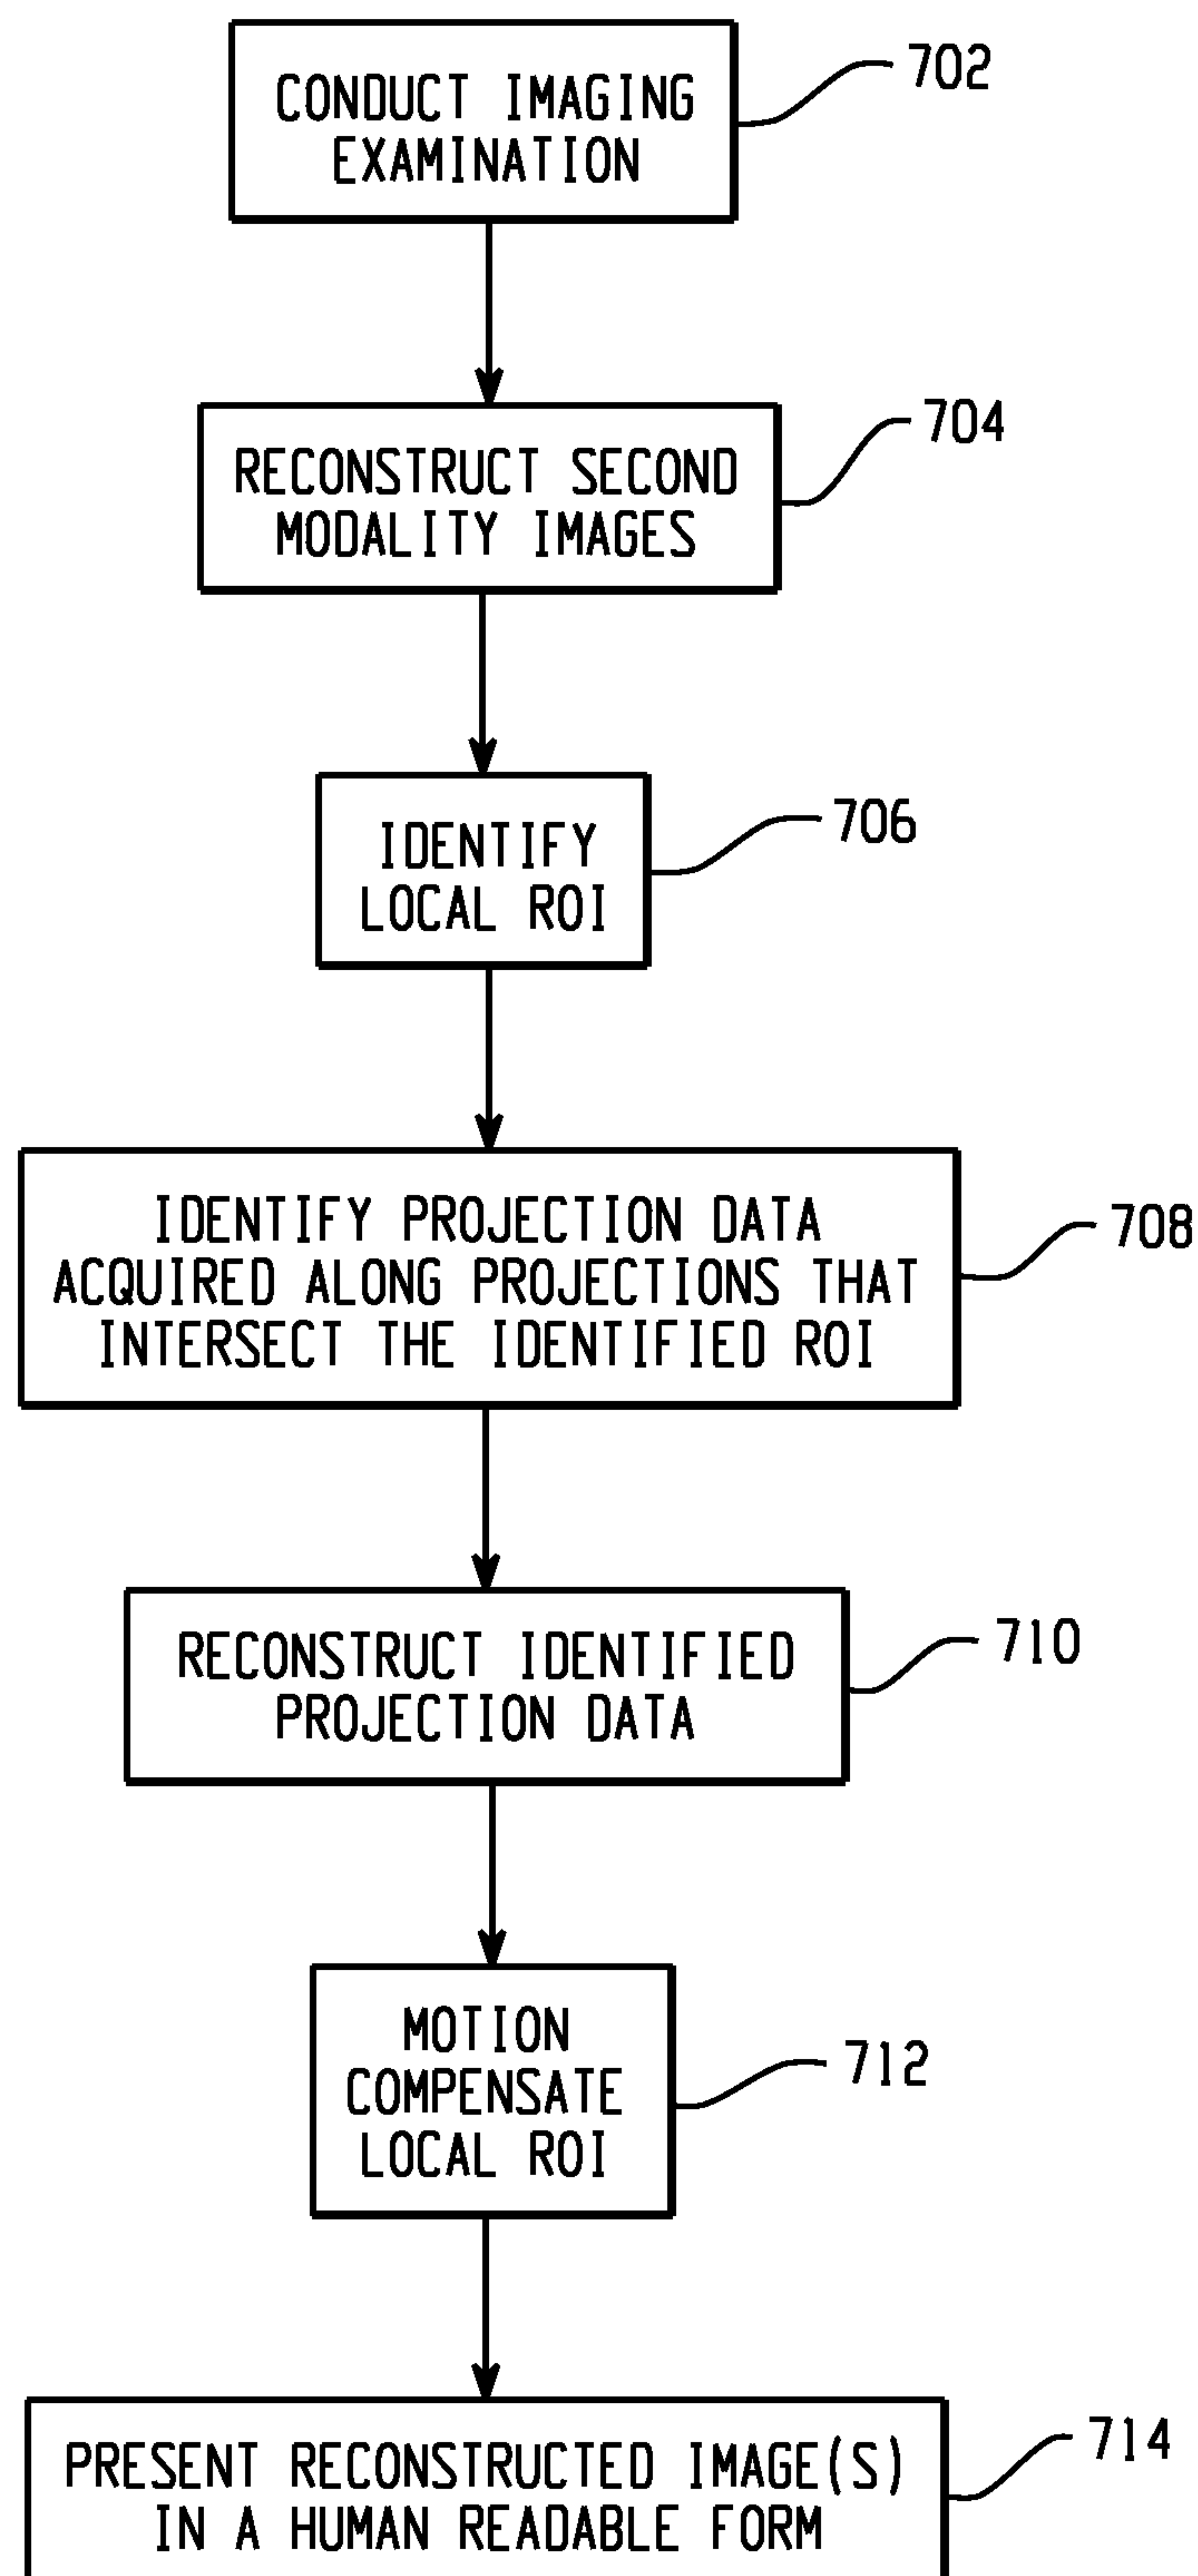 CONDUCT IMAGING
EXAMINATION
702
RECONSTRUCT SECOND
MODALITY IMAGES
704
IDENTIFY
LOCAL ROI
706
IDENTIFY PROJECTION DATA
ACQUIRED ALONG PROJECTIONS THAT
INTERSECT THE IDENTIFIED ROI
708
RECONSTRUCT IDENTIFIED
PROJECTION DATA
710
MOTION
COMPENSATE
LOCAL ROI
712
PRESENT RECONSTRUCTED IMAGE(S)
IN A HUMAN READABLE FORM
714